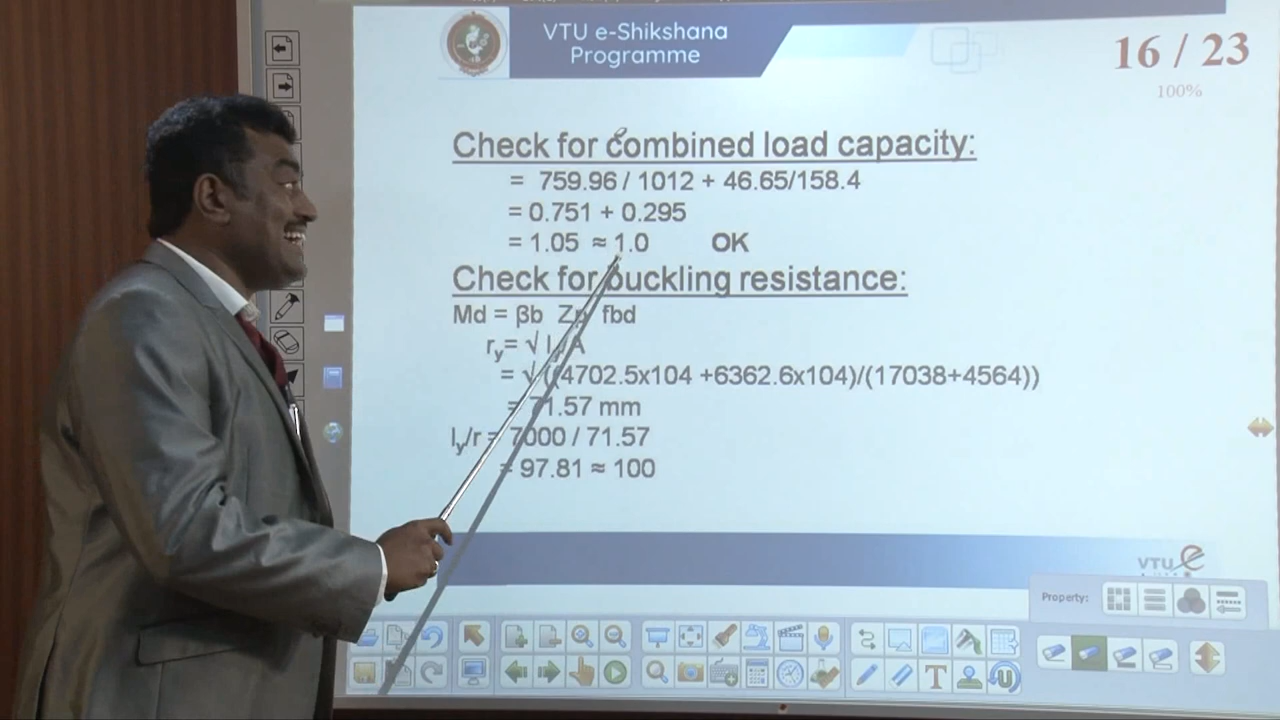 VTU e-Shikshana
Programme
16 / 23
100%
Check for combined load capacity:
= 759.96 / 1012 + 46.65/158.4
= 0.751 + 0.295
= 1.05 ≈ 1.0 OK
Check for buckling resistance:
Md = βb Zp fbd
ry= √ Iy/A
= √ ((4702.5x104 +6362.6x104)/(17038+4564))
= 71.57 mm
ly/r = 7000 / 71.57
= 97.81 ≈ 100
VTU e
Property: